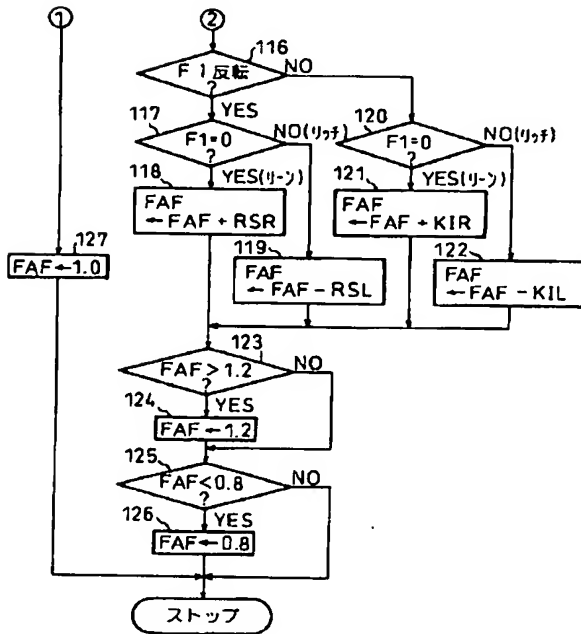 ①
②
116
F1反転
?
NO
YES
117
F1=0
?
NO(リッチ)
YES(リーン)
120
F1=0
?
NO(リッチ)
YES(リーン)
118
FAF
←FAF+RSR
121
FAF
←FAF+KIR
127
FAF←1.0
119
FAF
←FAF-RSL
122
FAF
←FAF-KIL
123
FAF>1.2
?
NO
YES
124
FAF←1.2
125
FAF<0.8
?
NO
YES
126
FAF←0.8
ストップ